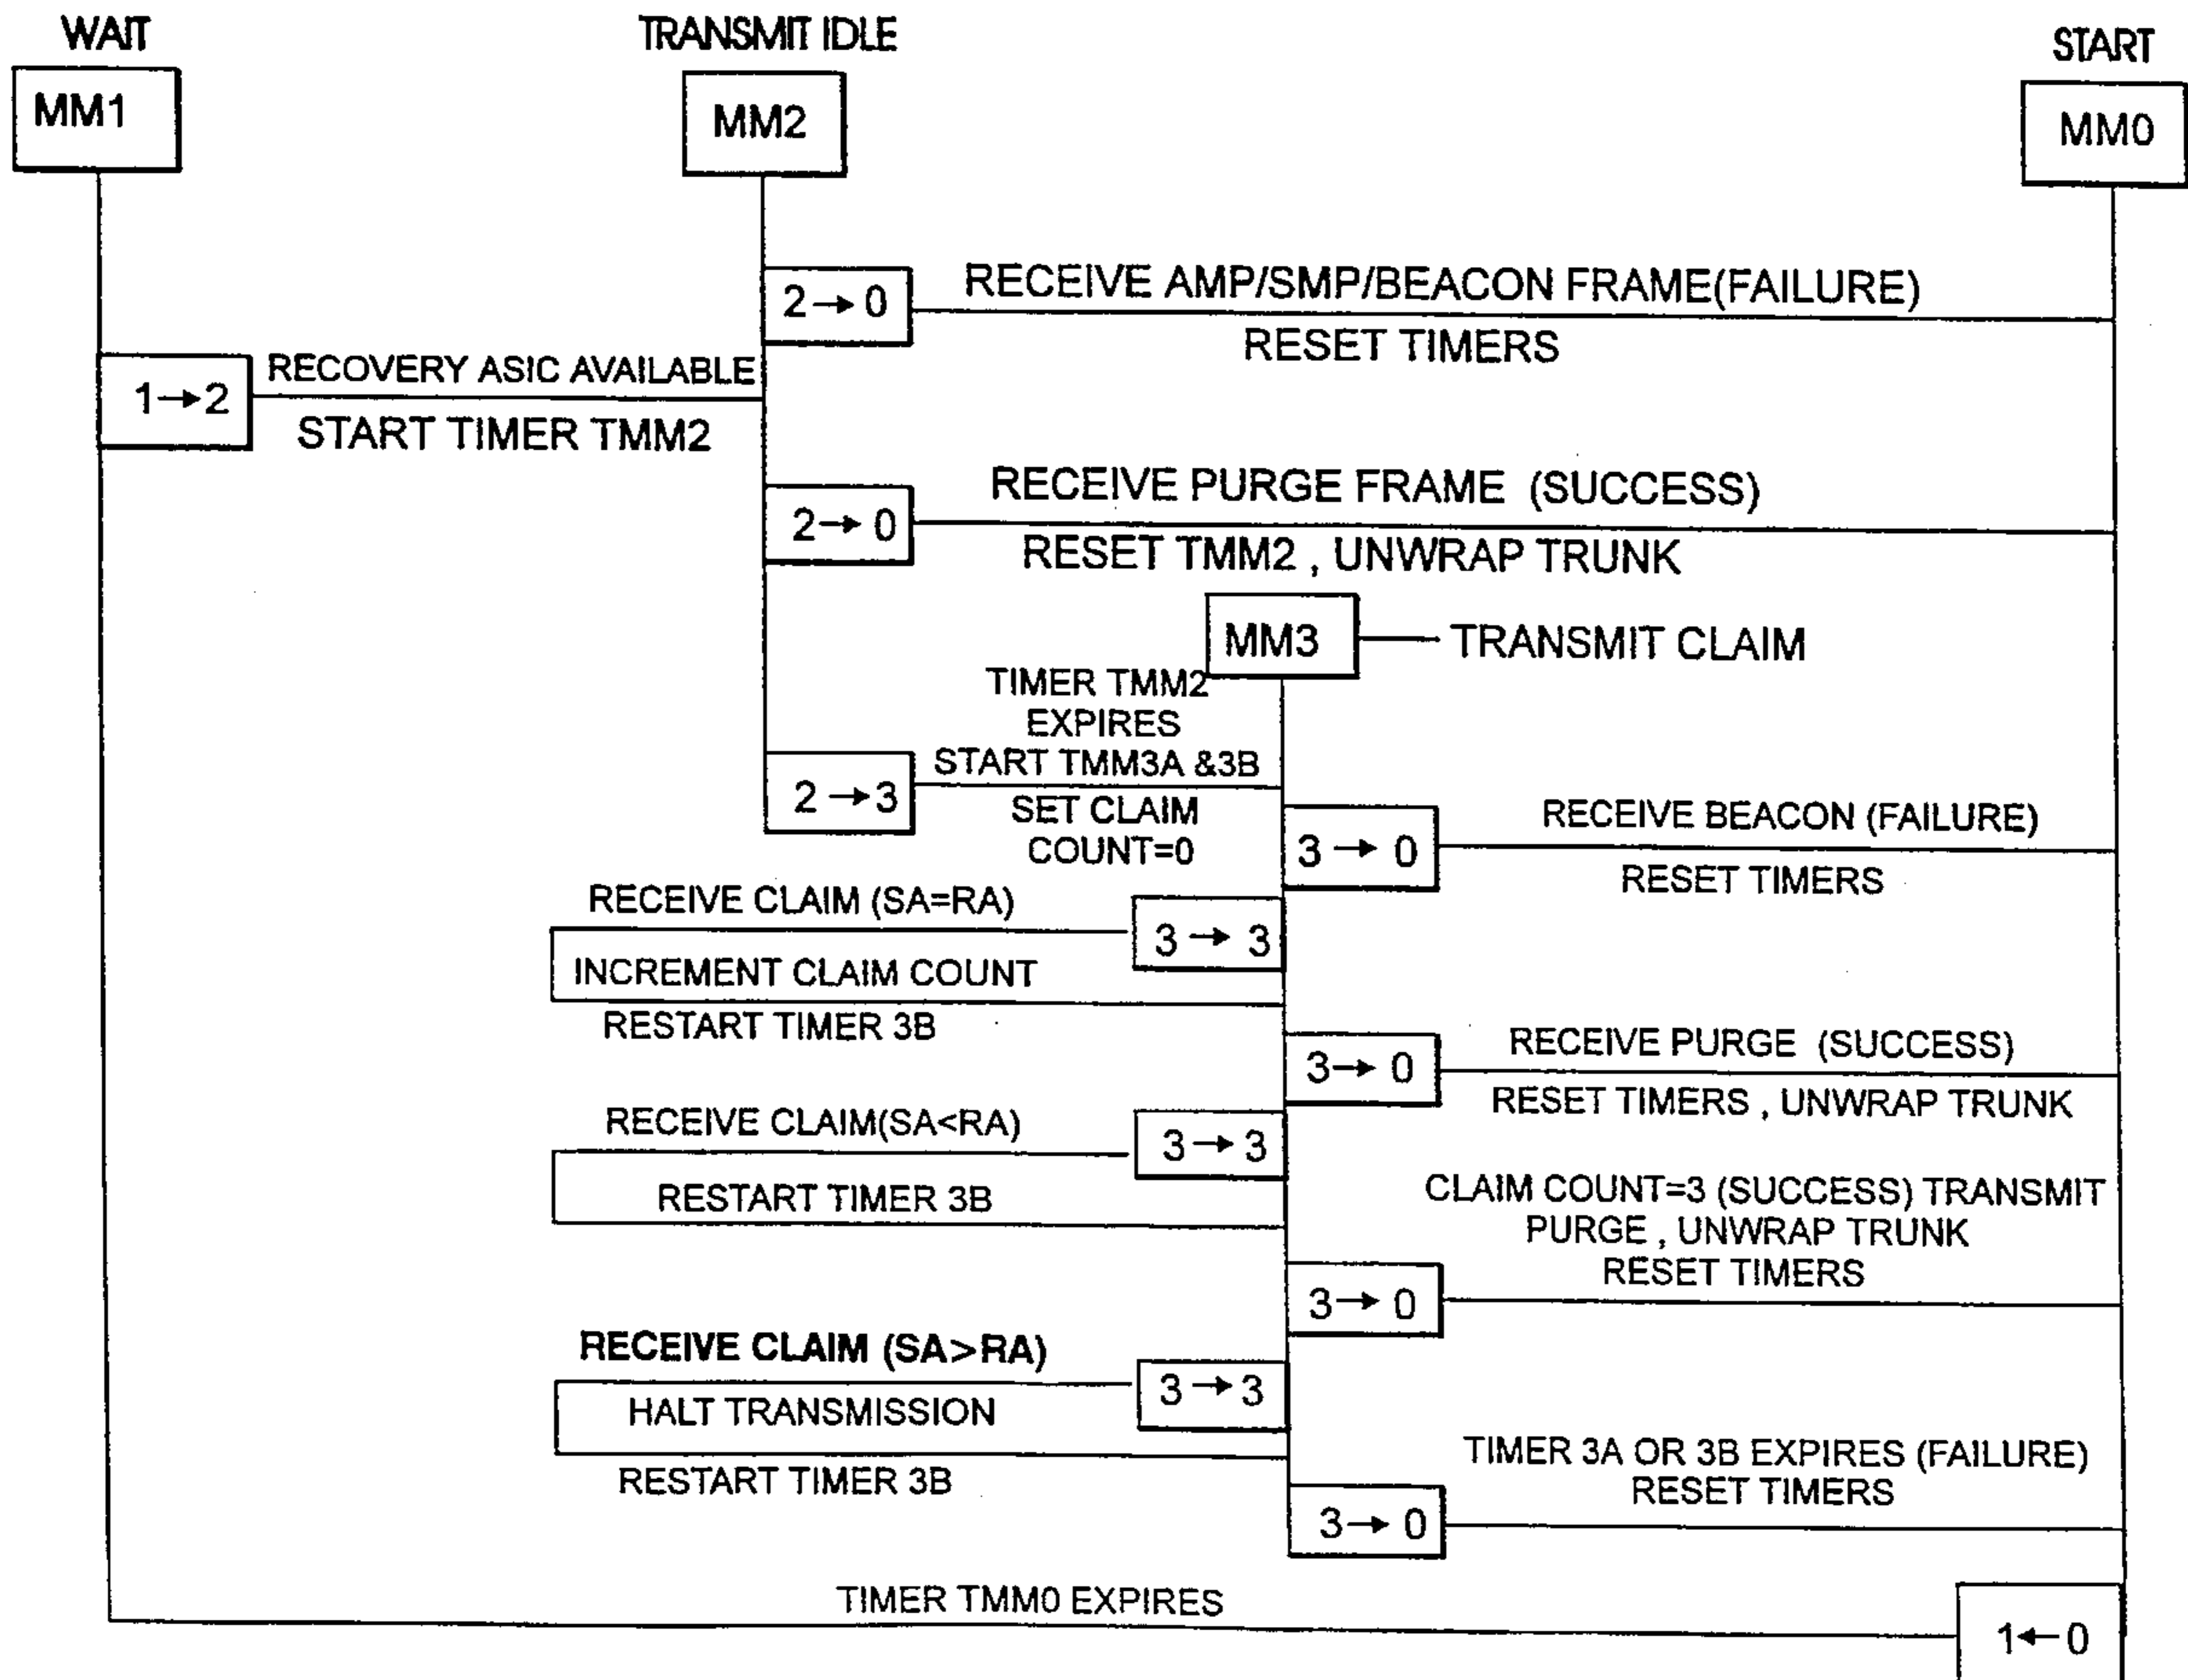 WAIT
TRANSMIT IDLE
START
MM1
MM2
MM0
2→0
RECEIVE AMP/SMP/BEACON FRAME(FAILURE)
RESET TIMERS
1→2
RECOVERY ASIC AVAILABLE
START TIMER TMM2
2→0
RECEIVE PURGE FRAME (SUCCESS)
RESET TMM2 , UNWRAP TRUNK
MM3
TRANSMIT CLAIM
TIMER TMM2
EXPIRES
START TMM3A &3B
2→3
SET CLAIM
COUNT=0
3→0
RECEIVE BEACON (FAILURE)
RESET TIMERS
RECEIVE CLAIM (SA=RA)
3→3
INCREMENT CLAIM COUNT
RESTART TIMER 3B
3→0
RECEIVE PURGE (SUCCESS)
RESET TIMERS , UNWRAP TRUNK
RECEIVE CLAIM(SA<RA)
3→3
RESTART TIMER 3B
CLAIM COUNT=3 (SUCCESS) TRANSMIT
PURGE , UNWRAP TRUNK
RESET TIMERS
3→0
RECEIVE CLAIM (SA>RA)
3→3
HALT TRANSMISSION
RESTART TIMER 3B
TIMER 3A OR 3B EXPIRES (FAILURE)
RESET TIMERS
3→0
TIMER TMM0 EXPIRES
1←0